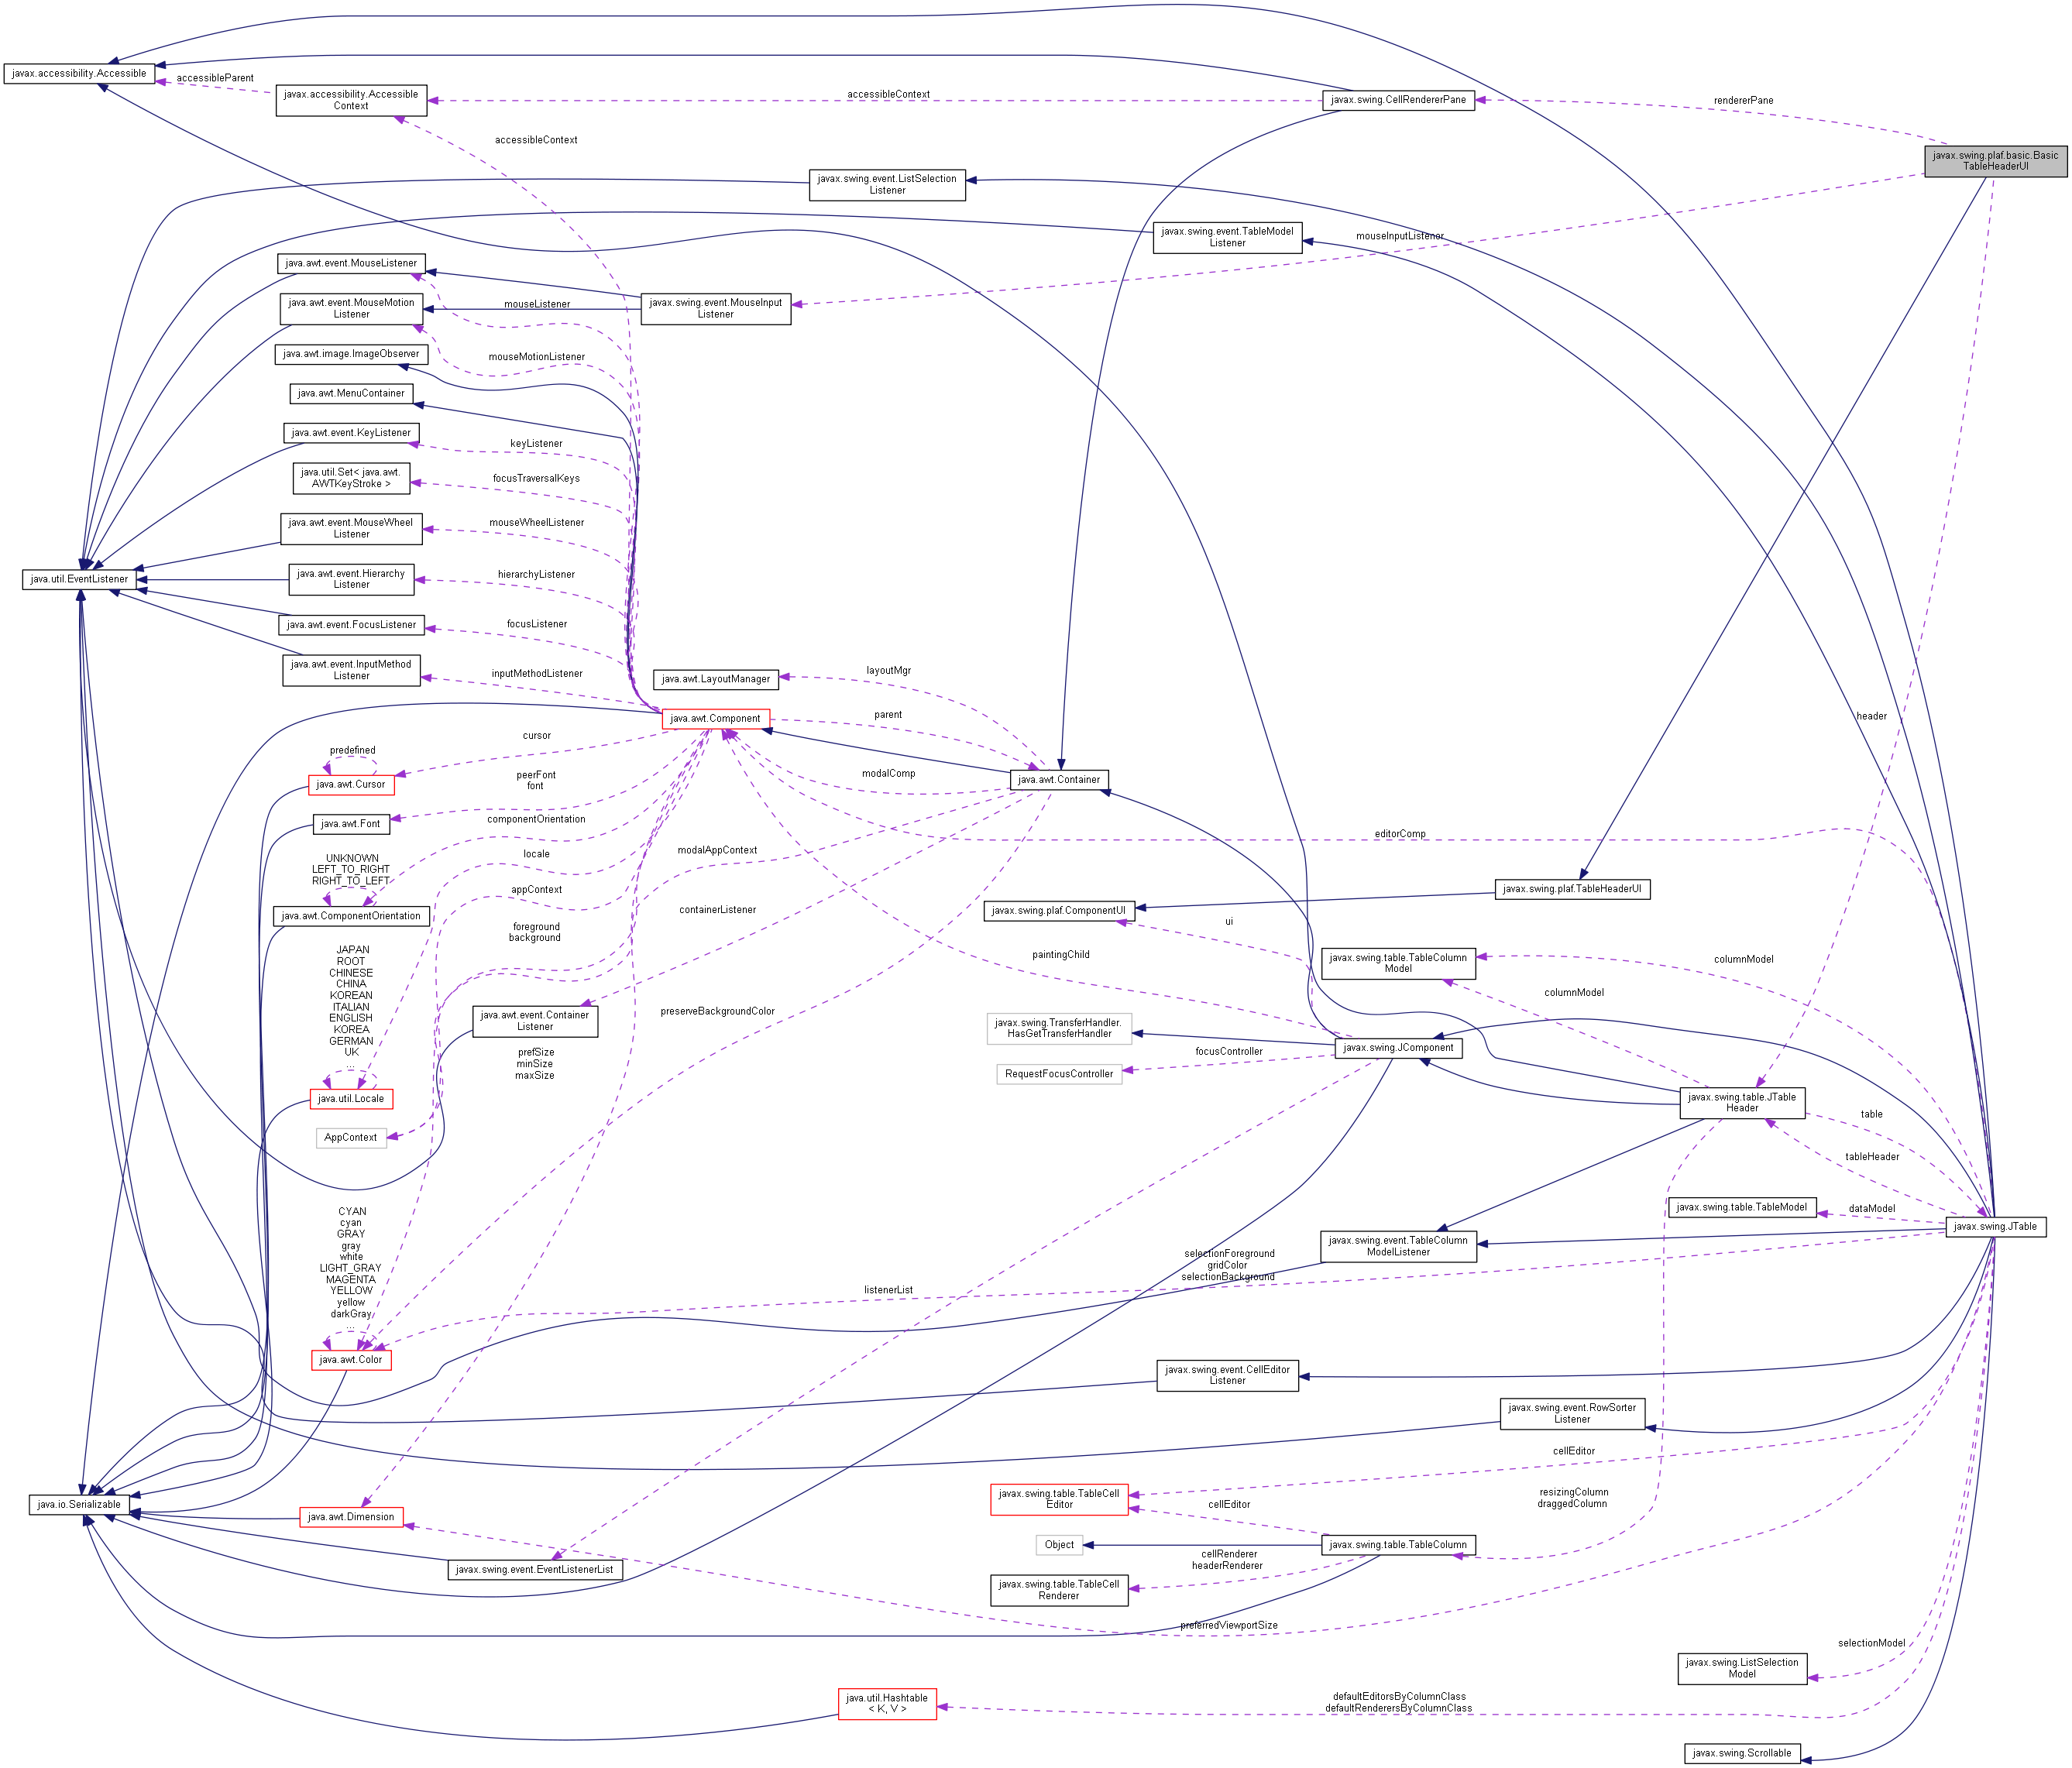 javax.accessibility.Accessible
accessibleParent
javax.accessibility.Accessible
Context
accessibleContext
javax.swing.CellRendererPane
rendererPane
javax.swing.plaf.basic.Basic
TableHeaderUI
accessibleContext
javax.swing.event.ListSelection
Listener
javax.swing.event.TableModel
Listener
mouseInputListener
java.awt.event.MouseListener
java.awt.event.MouseMotion
Listener
mouseListener
javax.swing.event.MouseInput
Listener
java.awt.image.ImageObserver
mouseMotionListener
java.awt.MenuContainer
java.awt.event.KeyListener
keyListener
java.util.Set< java.awt.
AWTKeyStroke >
focusTraversalKeys
java.awt.event.MouseWheel
Listener
mouseWheelListener
java.util.EventListener
java.awt.event.Hierarchy
Listener
hierarchyListener
java.awt.event.FocusListener
focusListener
java.awt.event.InputMethod
Listener
inputMethodListener
java.awt.LayoutManager
layoutMgr
java.awt.Component
parent
header
predefined
cursor
java.awt.Cursor
peerFont
font
modalComp
java.awt.Container
java.awt.Font
componentOrientation
editorComp
UNKNOWN
LEFT_TO_RIGHT
RIGHT_TO_LEFT
locale
modalAppContext
java.awt.ComponentOrientation
appContext
containerListener
javax.swing.plaf.ComponentUI
javax.swing.plaf.TableHeaderUI
ui
foreground
background
JAPAN
ROOT
CHINESE
CHINA
KOREAN
ITALIAN
ENGLISH
KOREA
GERMAN
UK
...
paintingChild
javax.swing.table.TableColumn
Model
columnModel
columnModel
java.awt.event.Container
Listener
preserveBackgroundColor
javax.swing.TransferHandler.
HasGetTransferHandler
javax.swing.JComponent
prefSize
minSize
maxSize
focusController
RequestFocusController
java.util.Locale
javax.swing.table.JTable
Header
table
AppContext
tableHeader
javax.swing.table.TableModel
dataModel
javax.swing.JTable
CYAN
cyan
GRAY
gray
white
LIGHT_GRAY
MAGENTA
YELLOW
yellow
darkGray
...
javax.swing.event.TableColumn
ModelListener
selectionForeground
gridColor
selectionBackground
listenerList
java.awt.Color
javax.swing.event.CellEditor
Listener
javax.swing.event.RowSorter
Listener
cellEditor
javax.swing.table.TableCell
Editor
cellEditor
resizingColumn
draggedColumn
java.io.Serializable
java.awt.Dimension
Object
javax.swing.table.TableColumn
cellRenderer
headerRenderer
javax.swing.event.EventListenerList
javax.swing.table.TableCell
Renderer
preferredViewportSize
selectionModel
javax.swing.ListSelection
Model
java.util.Hashtable
< K, V >
defaultEditorsByColumnClass
defaultRenderersByColumnClass
javax.swing.Scrollable